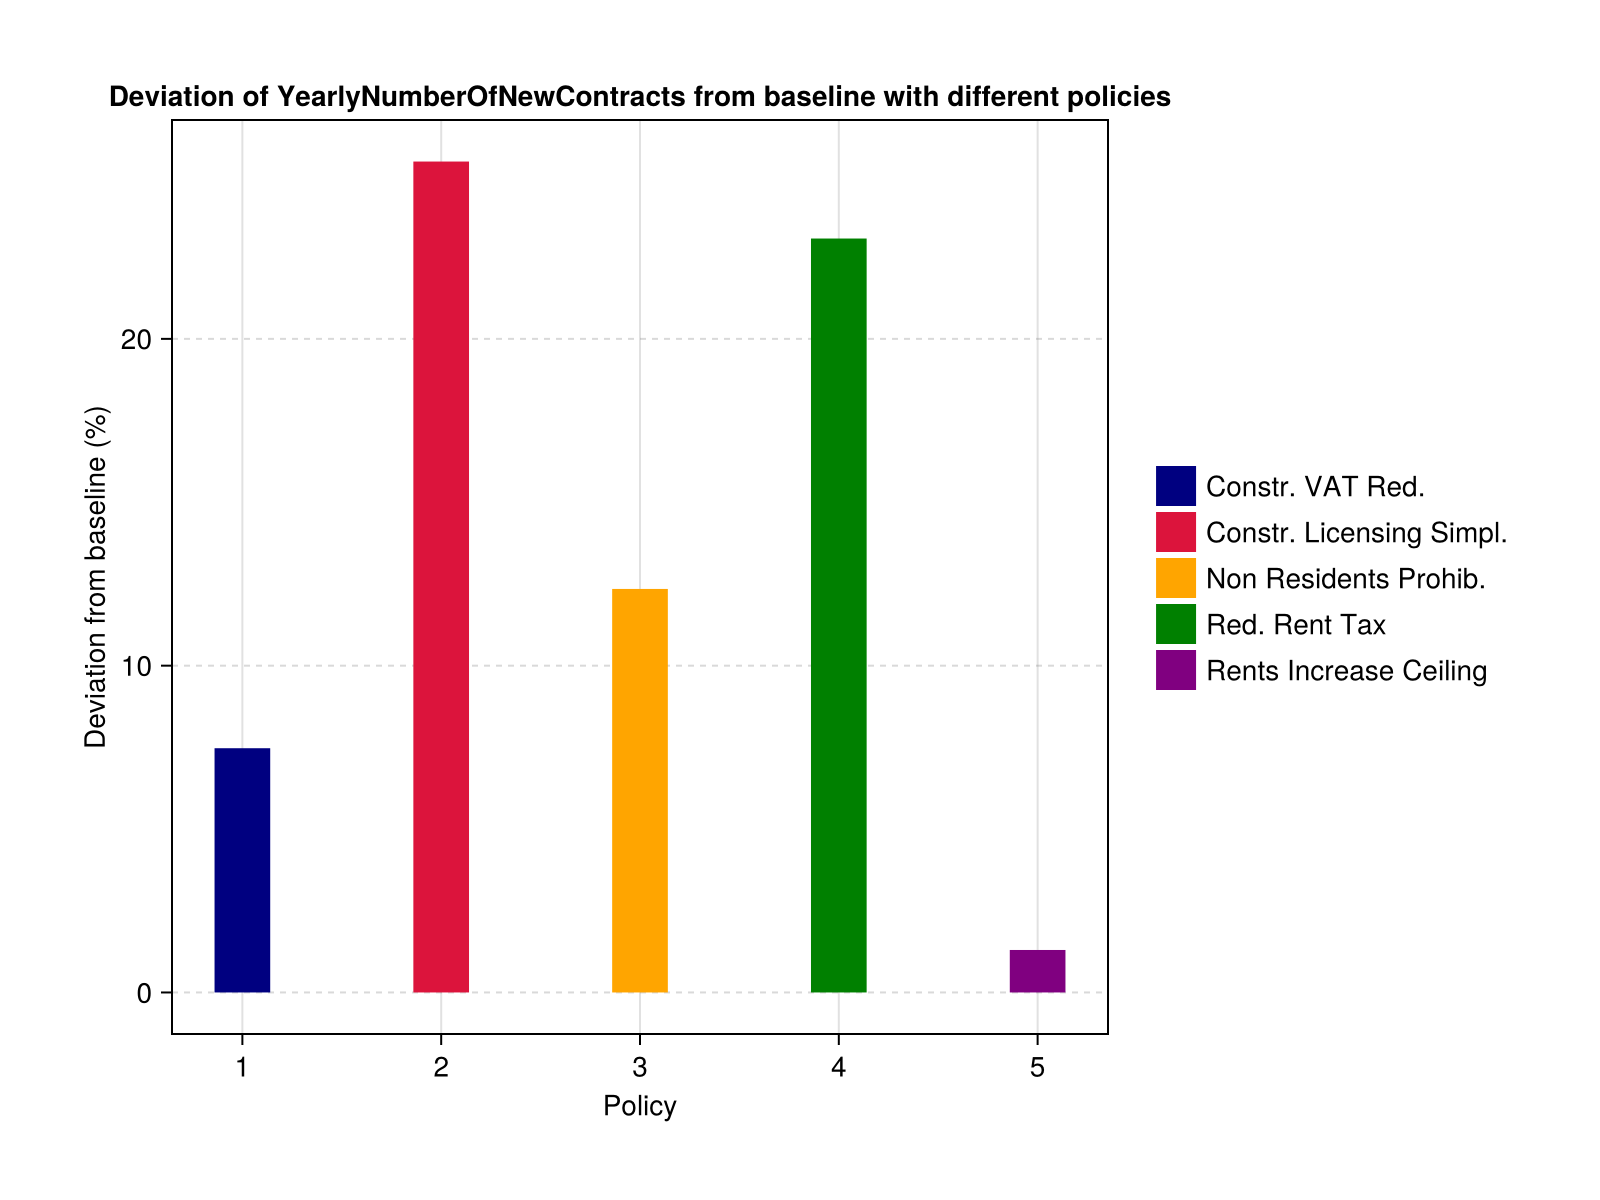 Deviation of YearlyNumberOfNewContracts from baseline with different policies
Deviation from baseline (%)
20
10
0
1 2 3 4 5
Policy
Constr. VAT Red.
Constr. Licensing Simpl.
Non Residents Prohib.
Red. Rent Tax
Rents Increase Ceiling